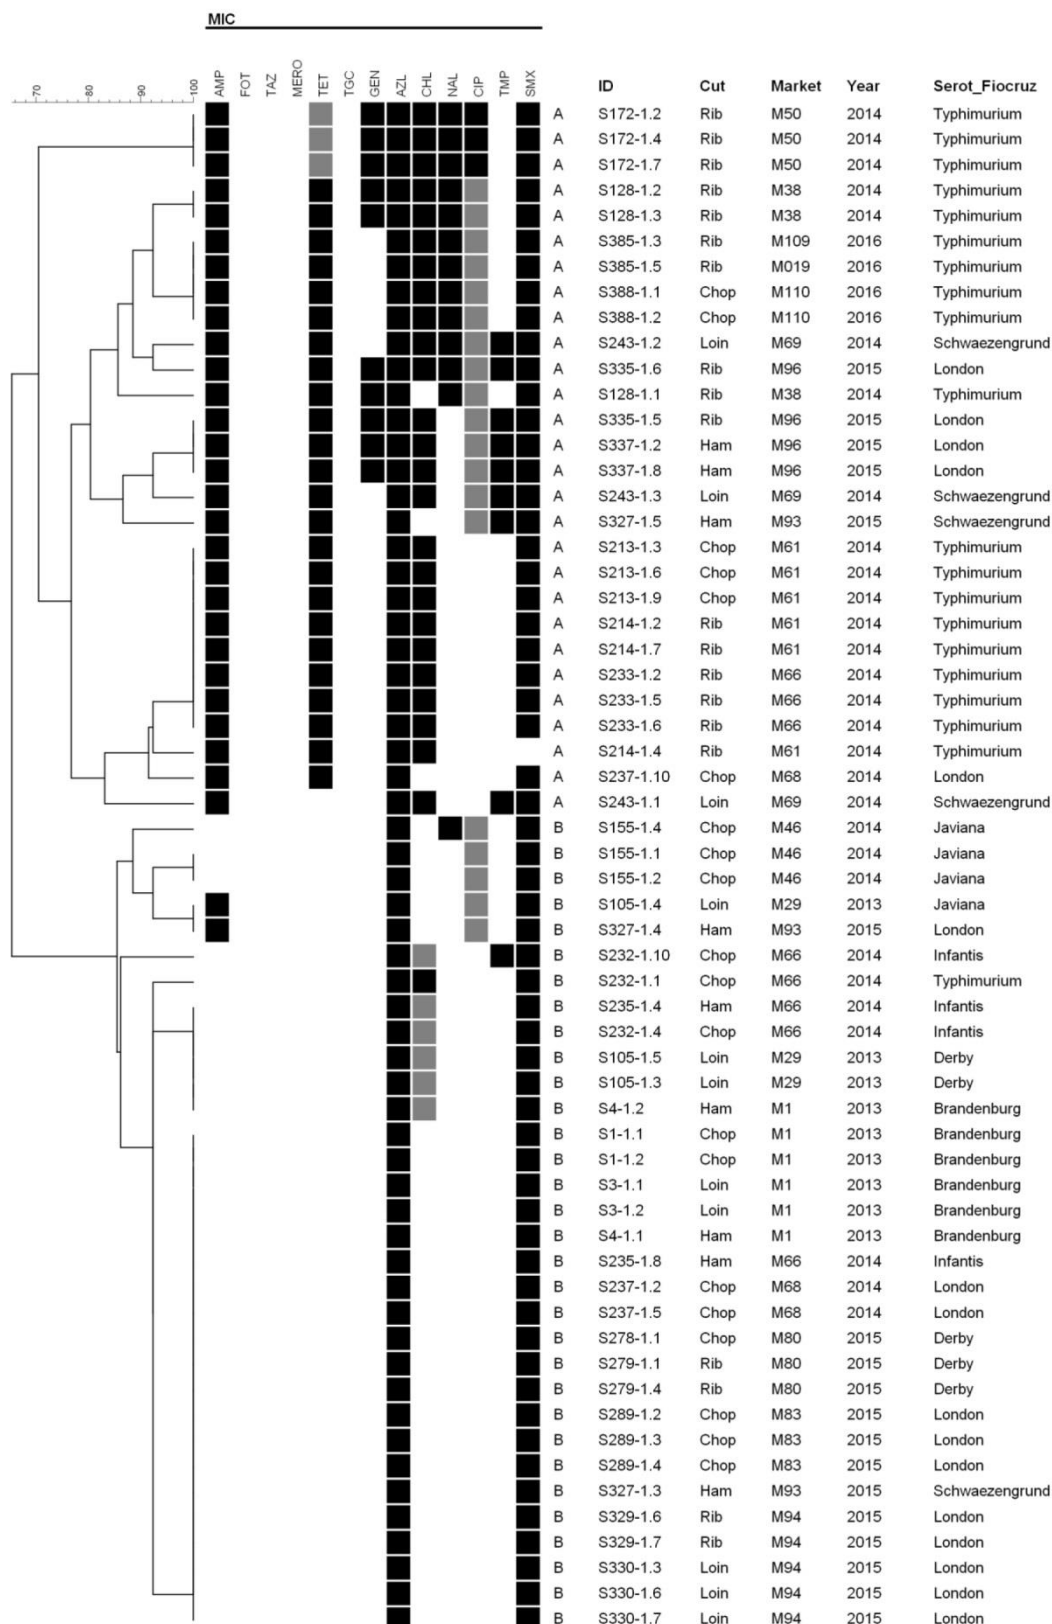 MIC
70 80 90 100 AMP FOT TAZ MERO TET TGC GEN AZL CHL NAL CIP TMP SMX
ID Cut Market Year Serot_Fiocruz
A S172-1.2 Rib M50 2014 Typhimurium
A S172-1.4 Rib M50 2014 Typhimurium
A S172-1.7 Rib M50 2014 Typhimurium
A S128-1.2 Rib M38 2014 Typhimurium
A S128-1.3 Rib M38 2014 Typhimurium
A S385-1.3 Rib M109 2016 Typhimurium
A S385-1.5 Rib M019 2016 Typhimurium
A S388-1.1 Chop M110 2016 Typhimurium
A S388-1.2 Chop M110 2016 Typhimurium
A S243-1.2 Loin M69 2014 Schwaezengrund
A S335-1.6 Rib M96 2015 London
A S128-1.1 Rib M38 2014 Typhimurium
A S335-1.5 Rib M96 2015 London
A S337-1.2 Ham M96 2015 London
A S337-1.8 Ham M96 2015 London
A S243-1.3 Loin M69 2014 Schwaezengrund
A S327-1.5 Ham M93 2015 Schwaezengrund
A S213-1.3 Chop M61 2014 Typhimurium
A S213-1.6 Chop M61 2014 Typhimurium
A S213-1.9 Chop M61 2014 Typhimurium
A S214-1.2 Rib M61 2014 Typhimurium
A S214-1.7 Rib M61 2014 Typhimurium
A S233-1.2 Rib M66 2014 Typhimurium
A S233-1.5 Rib M66 2014 Typhimurium
A S233-1.6 Rib M66 2014 Typhimurium
A S214-1.4 Rib M61 2014 Typhimurium
A S237-1.10 Chop M68 2014 London
A S243-1.1 Loin M69 2014 Schwaezengrund
B S155-1.4 Chop M46 2014 Javiana
B S155-1.1 Chop M46 2014 Javiana
B S155-1.2 Chop M46 2014 Javiana
B S105-1.4 Loin M29 2013 Javiana
B S327-1.4 Ham M93 2015 London
B S232-1.10 Chop M66 2014 Infantis
B S232-1.1 Chop M66 2014 Typhimurium
B S235-1.4 Ham M66 2014 Infantis
B S232-1.4 Chop M66 2014 Infantis
B S105-1.5 Loin M29 2013 Derby
B S105-1.3 Loin M29 2013 Derby
B S4-1.2 Ham M1 2013 Brandenburg
B S1-1.1 Chop M1 2013 Brandenburg
B S1-1.2 Chop M1 2013 Brandenburg
B S3-1.1 Loin M1 2013 Brandenburg
B S3-1.2 Loin M1 2013 Brandenburg
B S4-1.1 Ham M1 2013 Brandenburg
B S235-1.8 Ham M66 2014 Infantis
B S237-1.2 Chop M68 2014 London
B S237-1.5 Chop M68 2014 London
B S278-1.1 Chop M80 2015 Derby
B S279-1.1 Rib M80 2015 Derby
B S279-1.4 Rib M80 2015 Derby
B S289-1.2 Chop M83 2015 London
B S289-1.3 Chop M83 2015 London
B S289-1.4 Chop M83 2015 London
B S327-1.3 Ham M93 2015 Schwaezengrund
B S329-1.6 Rib M94 2015 London
B S329-1.7 Rib M94 2015 London
B S330-1.3 Loin M94 2015 London
B S330-1.6 Loin M94 2015 London
B S330-1.7 Loin M94 2015 London